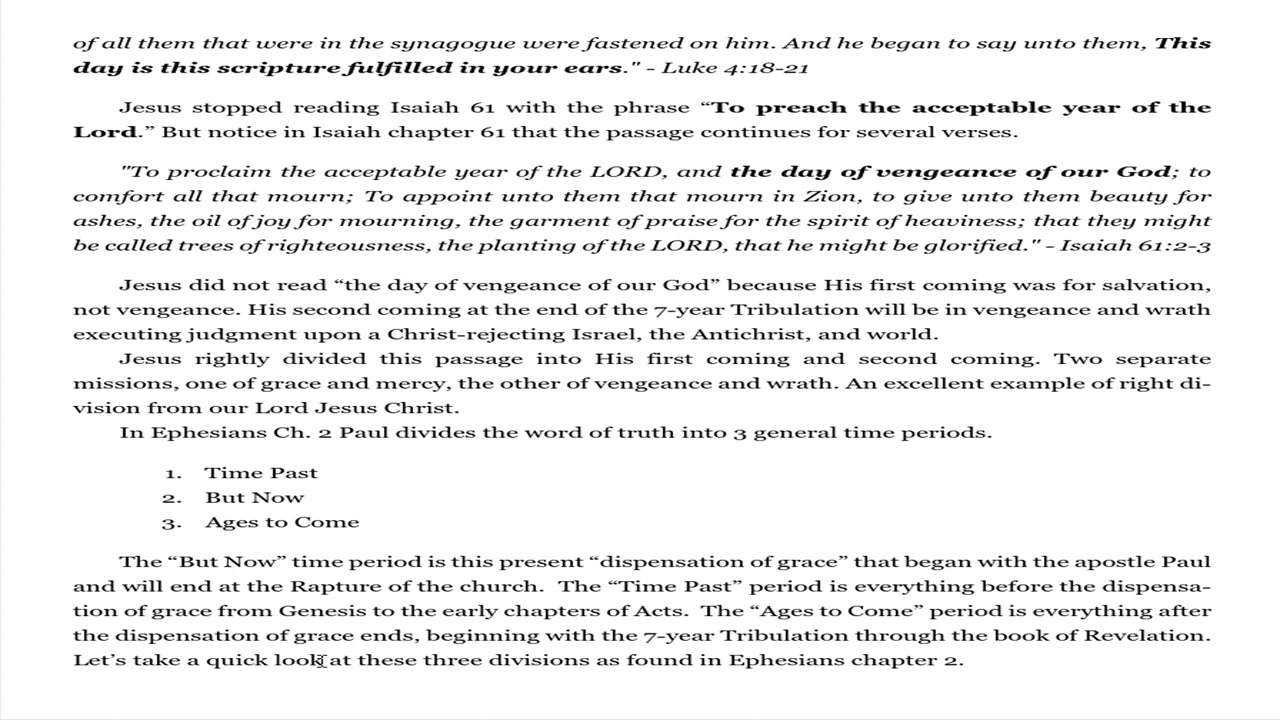 of all them that were in the synagogue were fastened on him. And he began to say unto them, This
day is this scripture fulfilled in your ears." - Luke 4:18-21
Jesus stopped reading Isaiah 61 with the phrase “To preach the acceptable year of the
Lord.” But notice in Isaiah chapter 61 that the passage continues for several verses.
"To proclaim the acceptable year of the LORD, and the day of vengeance of our God; to
comfort all that mourn; To appoint unto them that mourn in Zion, to give unto them beauty for
ashes, the oil of joy for mourning, the garment of praise for the spirit of heaviness; that they might
be called trees of righteousness, the planting of the LORD, that he might be glorified." - Isaiah 61:2-3
Jesus did not read “the day of vengeance of our God” because His first coming was for salvation,
not vengeance. His second coming at the end of the 7-year Tribulation will be in vengeance and wrath
executing judgment upon a Christ-rejecting Israel, the Antichrist, and world.
Jesus rightly divided this passage into His first coming and second coming. Two separate
missions, one of grace and mercy, the other of vengeance and wrath. An excellent example of right di-
vision from our Lord Jesus Christ.
In Ephesians Ch. 2 Paul divides the word of truth into 3 general time periods.
1. Time Past
2. But Now
3. Ages to Come
The “But Now” time period is this present “dispensation of grace” that began with the apostle Paul
and will end at the Rapture of the church. The “Time Past” period is everything before the dispensa-
tion of grace from Genesis to the early chapters of Acts. The “Ages to Come” period is everything after
the dispensation of grace ends, beginning with the 7-year Tribulation through the book of Revelation.
Let’s take a quick look at these three divisions as found in Ephesians chapter 2.